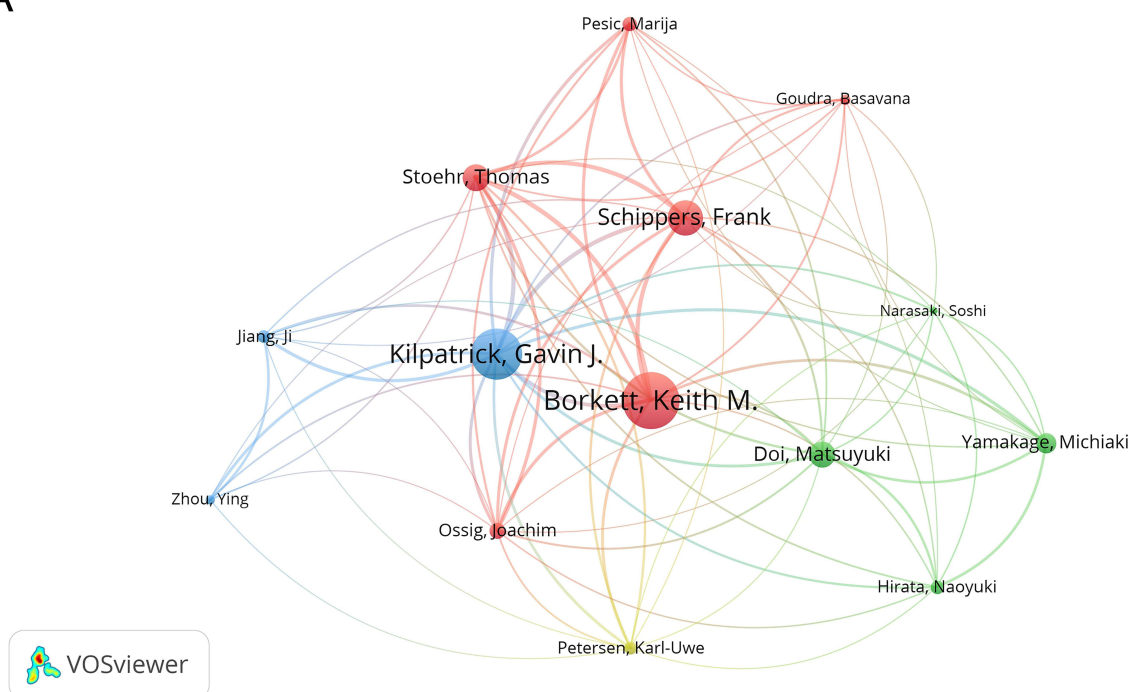 A
Pesic, Marija
Goudra, Basavana
Stoehr, Thomas
Schippers, Frank
Narasaki, Soshi
Jiang, Ji
Kilpatrick, Gavin J.
Borkett, Keith M.
Yamakage, Michiaki
Doi, Matsuyuki
Zhou, Ying
Ossig, Joachim
Hirata, Naoyuki
Petersen, Karl-Uwe
VOSviewer